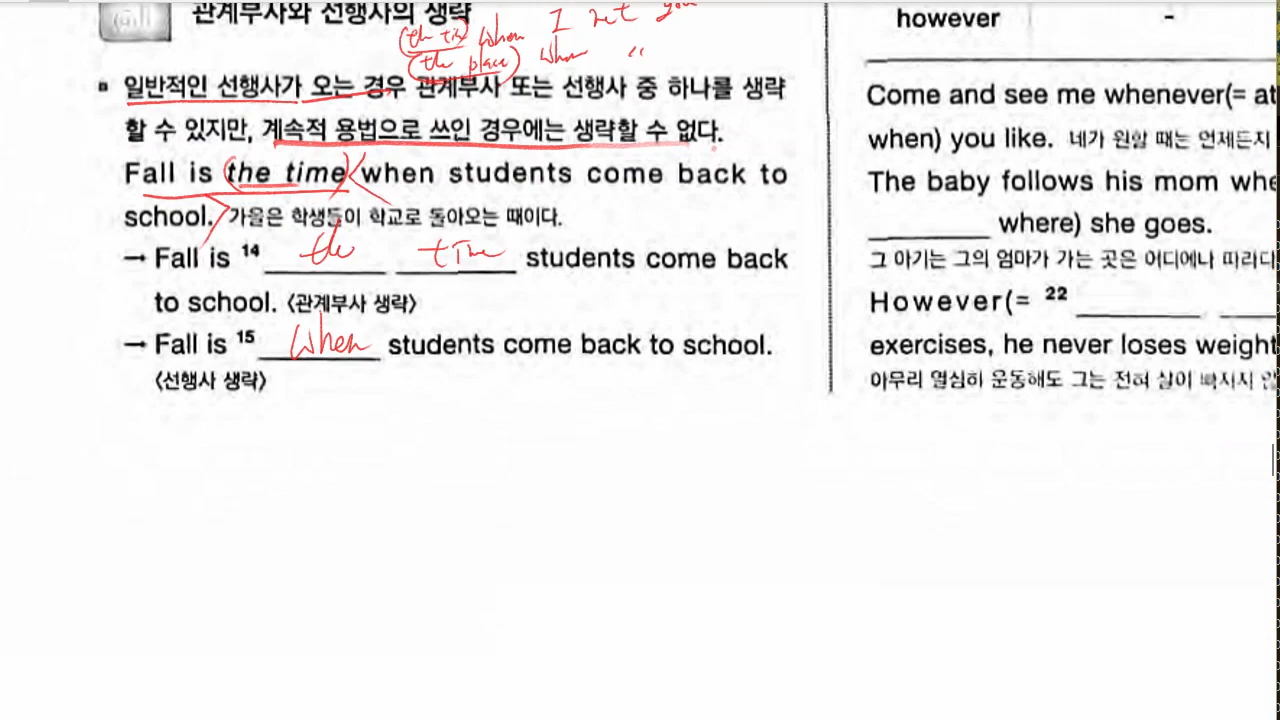 관계부사와 선행사의 생략
when I met you
(the place) when "
일반적인 선행사가 오는 경우 관계부사 또는 선행사 중 하나를 생략
할 수 있지만, 계속적 용법으로 쓰인 경우에는 생략할 수 없다.
Fall is (the time) when students come back to
school. 가을은 학생들이 학교로 돌아오는 때이다.
→ Fall is 14 the time students come back
to school. 〈관계부사 생략〉
→ Fall is 15 when students come back to school.
〈선행사 생략〉
however -
Come and see me whenever(= at
when) you like. 네가 원할 때는 언제든지
The baby follows his mom
where) she goes.
그 아기는 그의 엄마가 가는 곳은 어디에나
However(= 22
exercises, he never loses weight
아무리 열심히 운동해도 그는 전혀 살이 빠지지